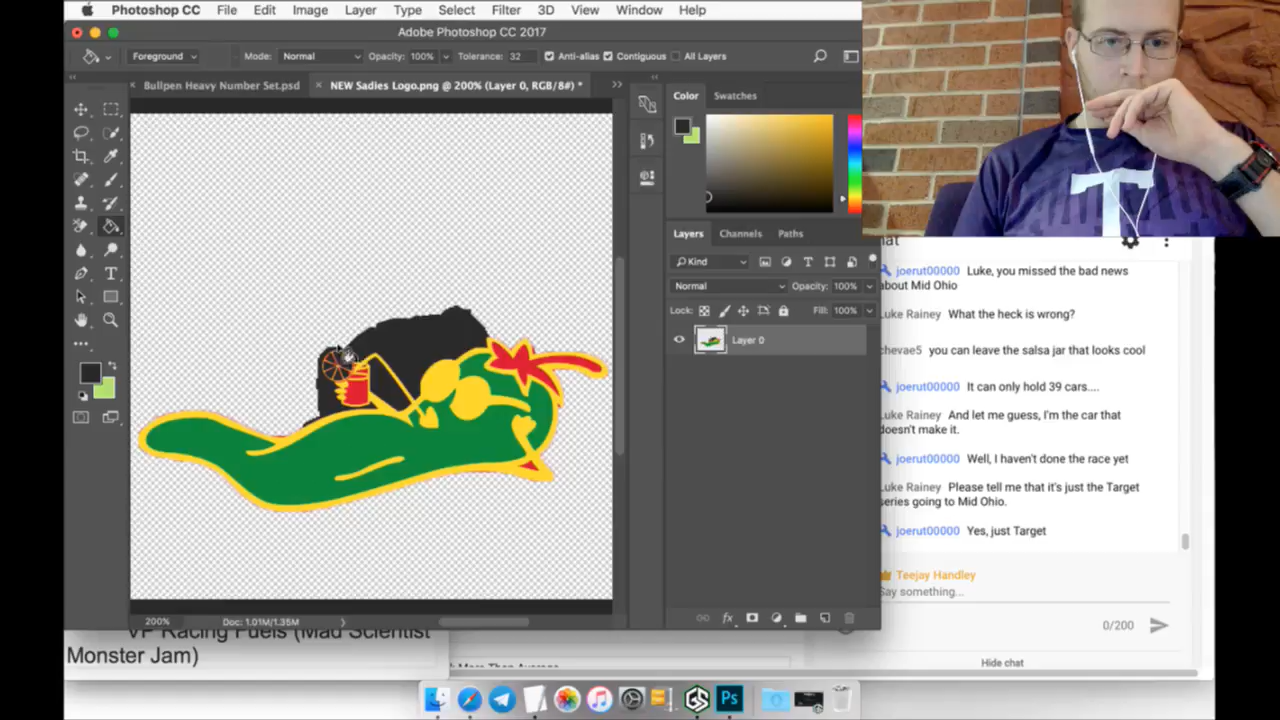 Photoshop CC File Edit Image Layer Type Select Filter 3D View Window Help
Adobe Photoshop CC 2017
Foreground Mode: Normal Opacity: 100% Tolerance: 32 Anti-alias Contiguous All Layers
Bullpen Heavy Number Set.psd
NEW Sadies Logo.png @ 200% (Layer 0, RGB/8#) *
Color Swatches
Layers Channels Paths
Kind
Normal Opacity: 100%
Lock: Fill: 100%
Layer 0
200% Doc: 1.01M/1.35M
T
joerut00000 Luke, you missed the bad news
about Mid Ohio
Luke Rainey What the heck is wrong?
chevae5 you can leave the salsa jar that looks cool
joerut00000 It can only hold 39 cars....
Luke Rainey And let me guess, I'm the car that
doesn't make it.
joerut00000 Well, I haven't done the race yet
Luke Rainey Please tell me that it's just the Target
series going to Mid Ohio.
joerut00000 Yes, just Target
Teejay Handley
Say something...
0/200
Hide chat
VP Racing Fuels (Mad Scientist
Monster Jam)
More Than Average
Ps